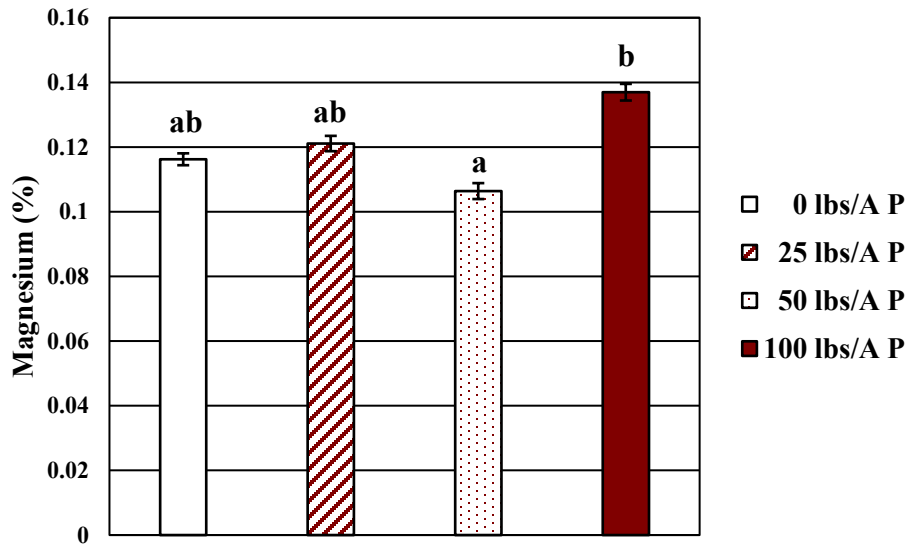 Magnesium (%)
0.16
0.14
0.12
0.1
0.08
0.06
0.04
0.02
0
ab
ab
a
b
0 lbs/A P
25 lbs/A P
50 lbs/A P
100 lbs/A P